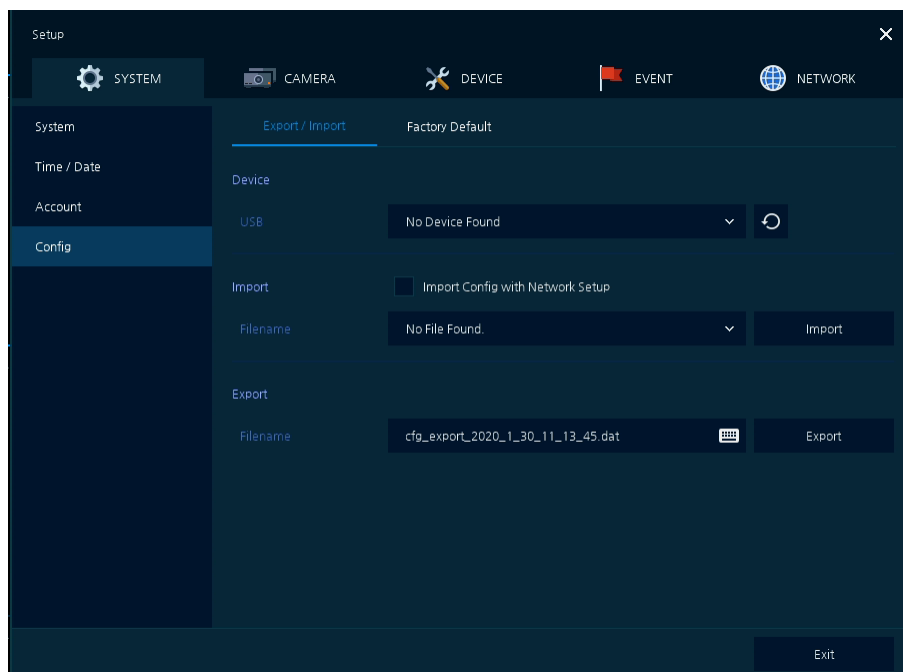 Setup
SYSTEM CAMERA DEVICE EVENT NETWORK
System
Time / Date
Account
Config
Export / Import Factory Default
Device
USB No Device Found
Import Import Config with Network Setup
Filename No File Found. Import
Export
Filename cfg_export_2020_1_30_11_13_45.dat Export
Exit